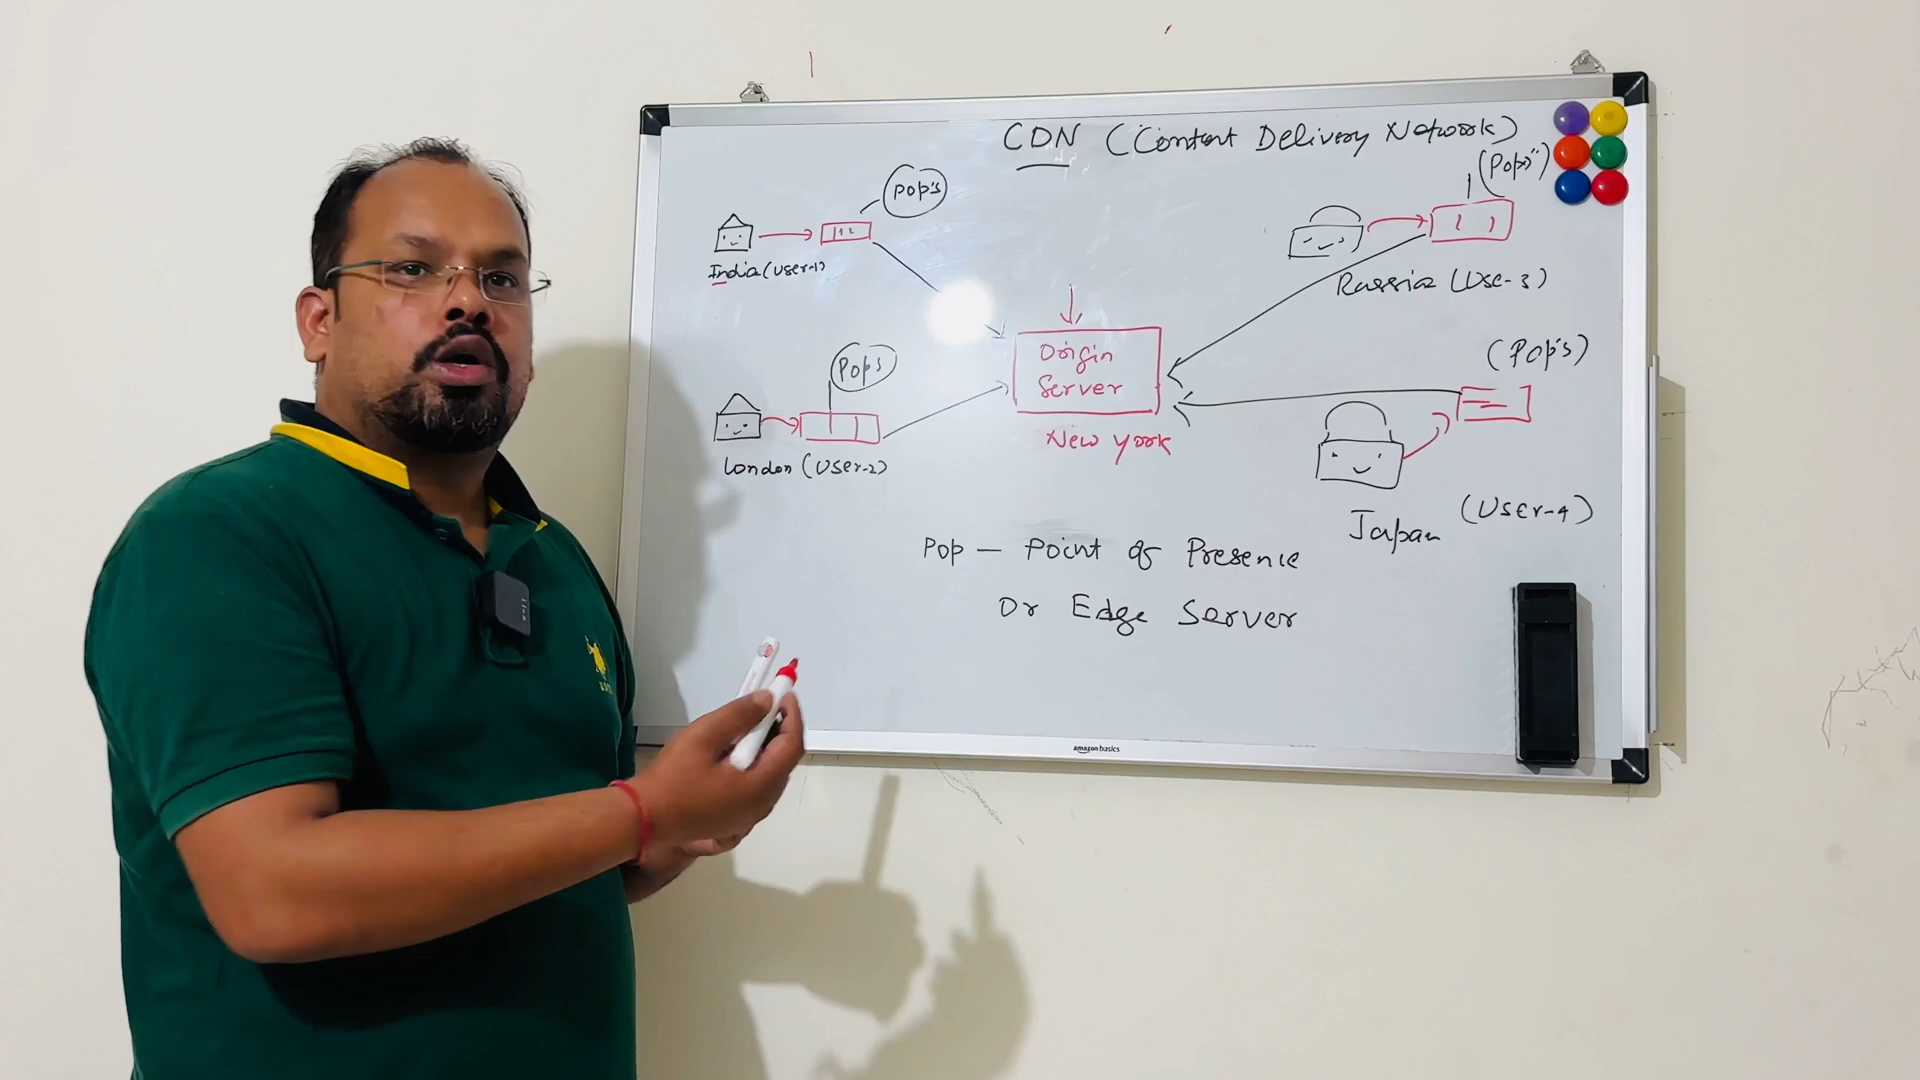 CDN (Content Delivery Network)
Pop's
(Pops")
India (User-1)
Russia (Use-3)
Origin
Server
New york
Pop's
London (User-2)
(Pop's)
Japan
(User-4)
Pop — Point of Presence
Or Edge Server
amazon basics